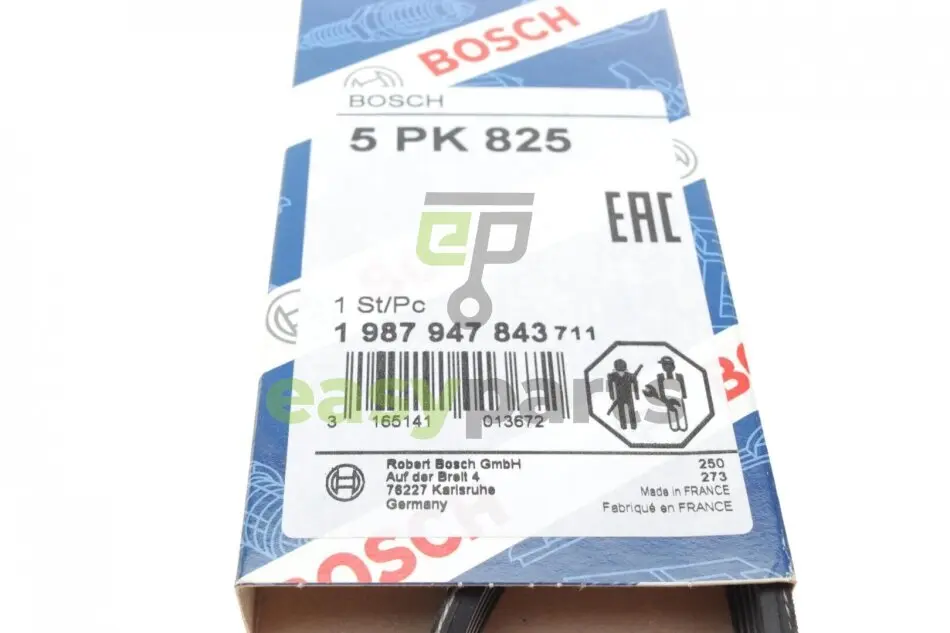 BOSCH
BOSCH
5 PK 825
EAC
ep
1 St/Pc
1 987 947 843 711
easyparts
3 165141 013672
Robert Bosch GmbH
Auf der Breit 4
76227 Karlsruhe
Germany
250
273
Made in FRANCE
Fabriqué en FRANCE
BOSCH